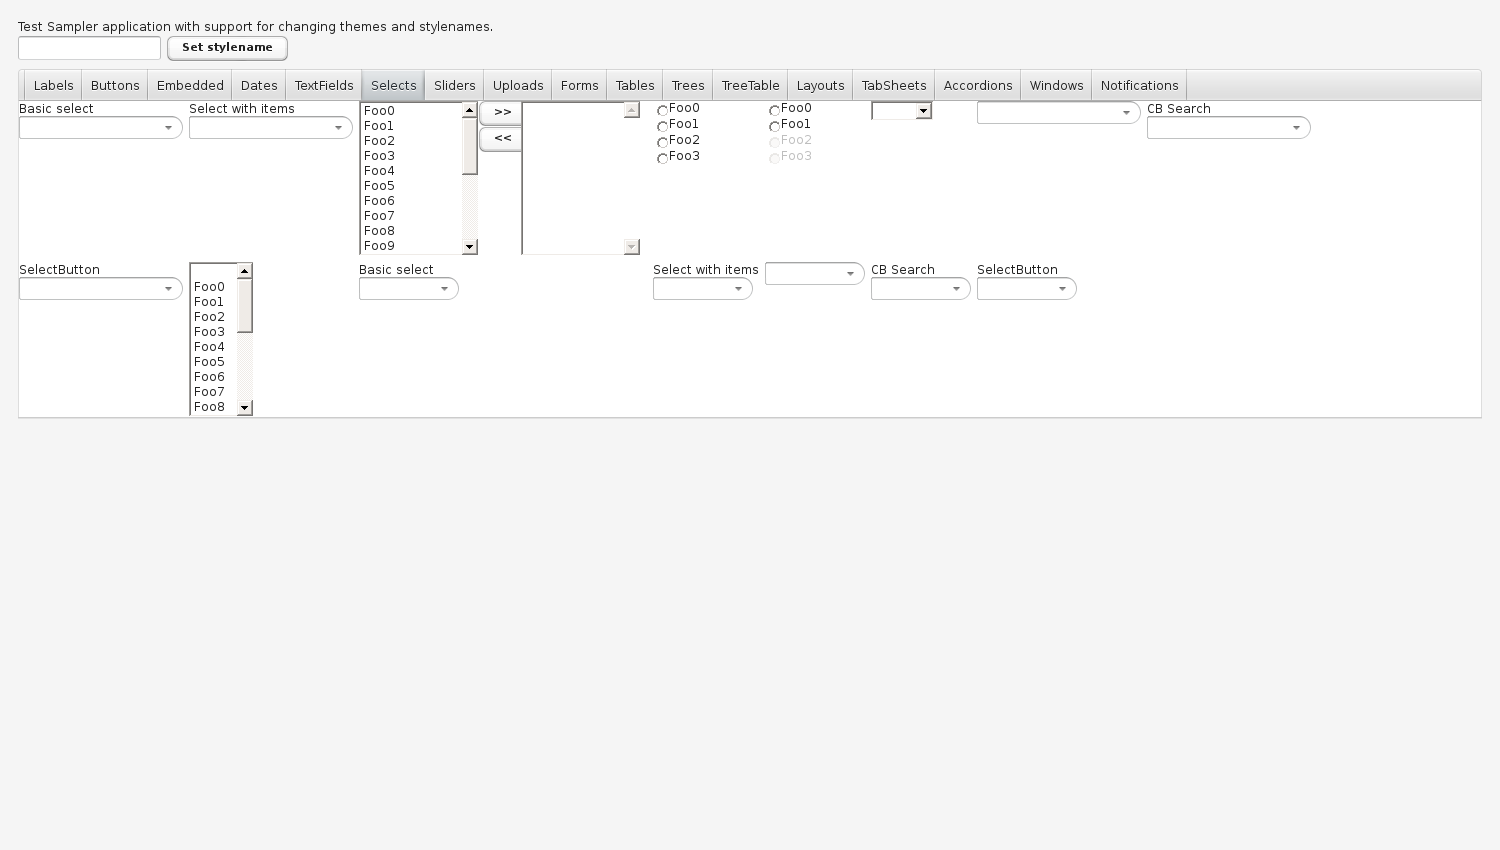 Test Sampler application with support for changing themes and stylenames.
Set stylename
Labels Buttons Embedded Dates TextFields Selects Sliders Uploads Forms Tables Trees TreeTable Layouts TabSheets Accordions Windows Notifications
Basic select Select with items CB Search
Foo0
Foo1
Foo2
Foo3
Foo4
Foo5
Foo6
Foo7
Foo8
Foo9
>>
<<
Foo0
Foo1
Foo2
Foo3
Foo0
Foo1
Foo2
Foo3
SelectButton
Foo0
Foo1
Foo2
Foo3
Foo4
Foo5
Foo6
Foo7
Foo8
Basic select Select with items CB Search SelectButton